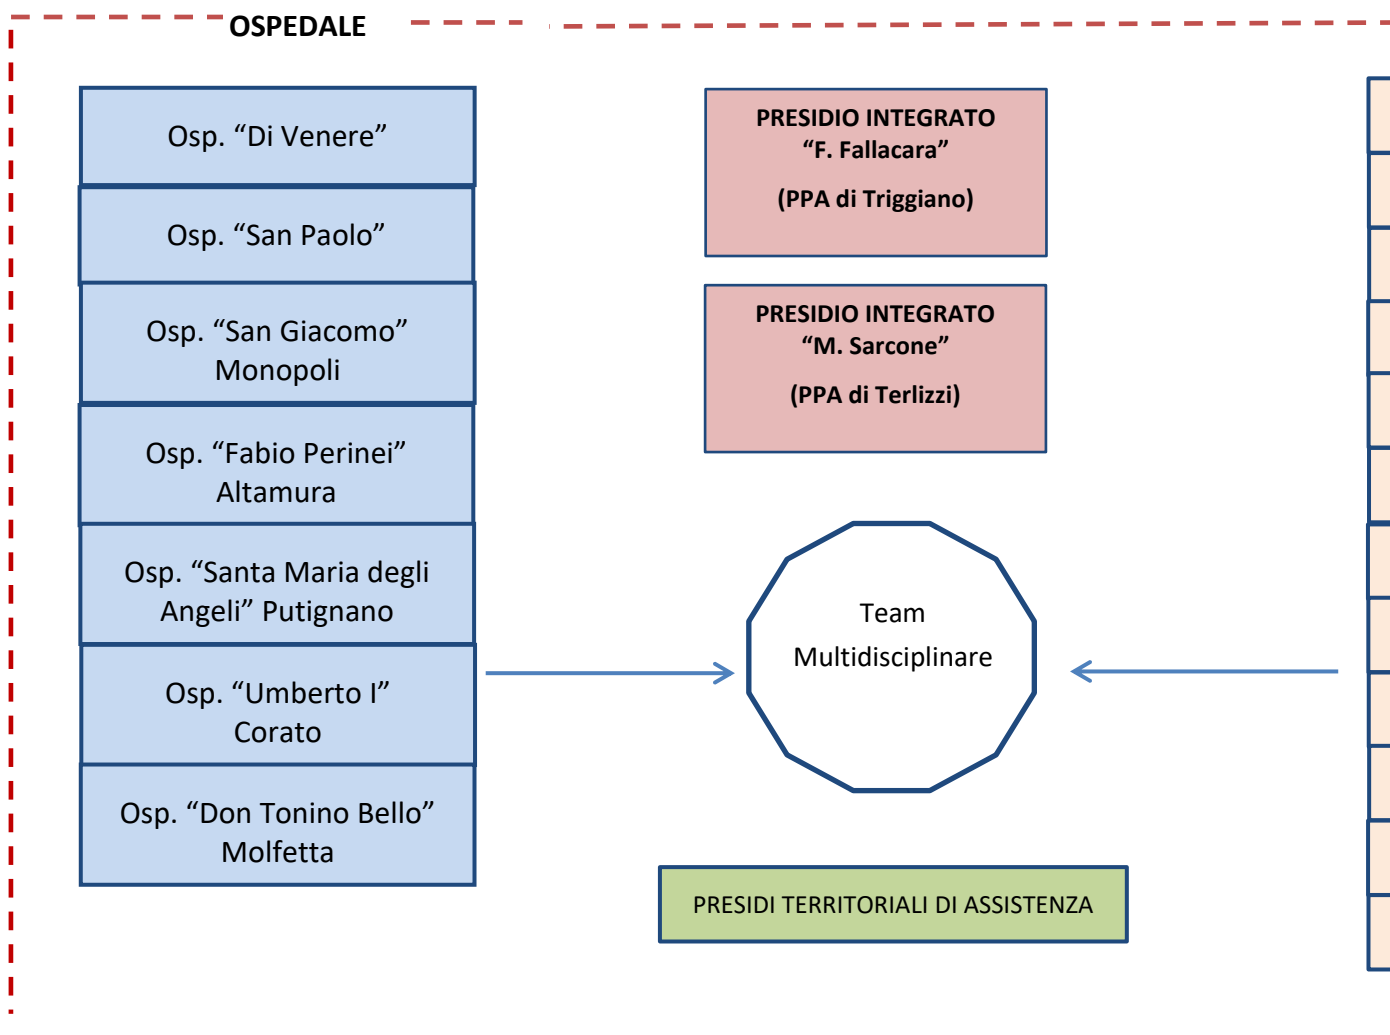 OSPEDALE
Osp. “Di Venere”
Osp. “San Paolo”
Osp. “San Giacomo”
Monopoli
Osp. “Fabio Perinei”
Altamura
Osp. “Santa Maria degli
Angeli” Putignano
Osp. “Umberto I”
Corato
Osp. “Don Tonino Bello”
Molfetta
PRESIDIO INTEGRATO
“F. Fallacara”
(PPA di Triggiano)
PRESIDIO INTEGRATO
“M. Sarcone”
(PPA di Terlizzi)
Team
Multidisciplinare
PRESIDI TERRITORIALI DI ASSISTENZA